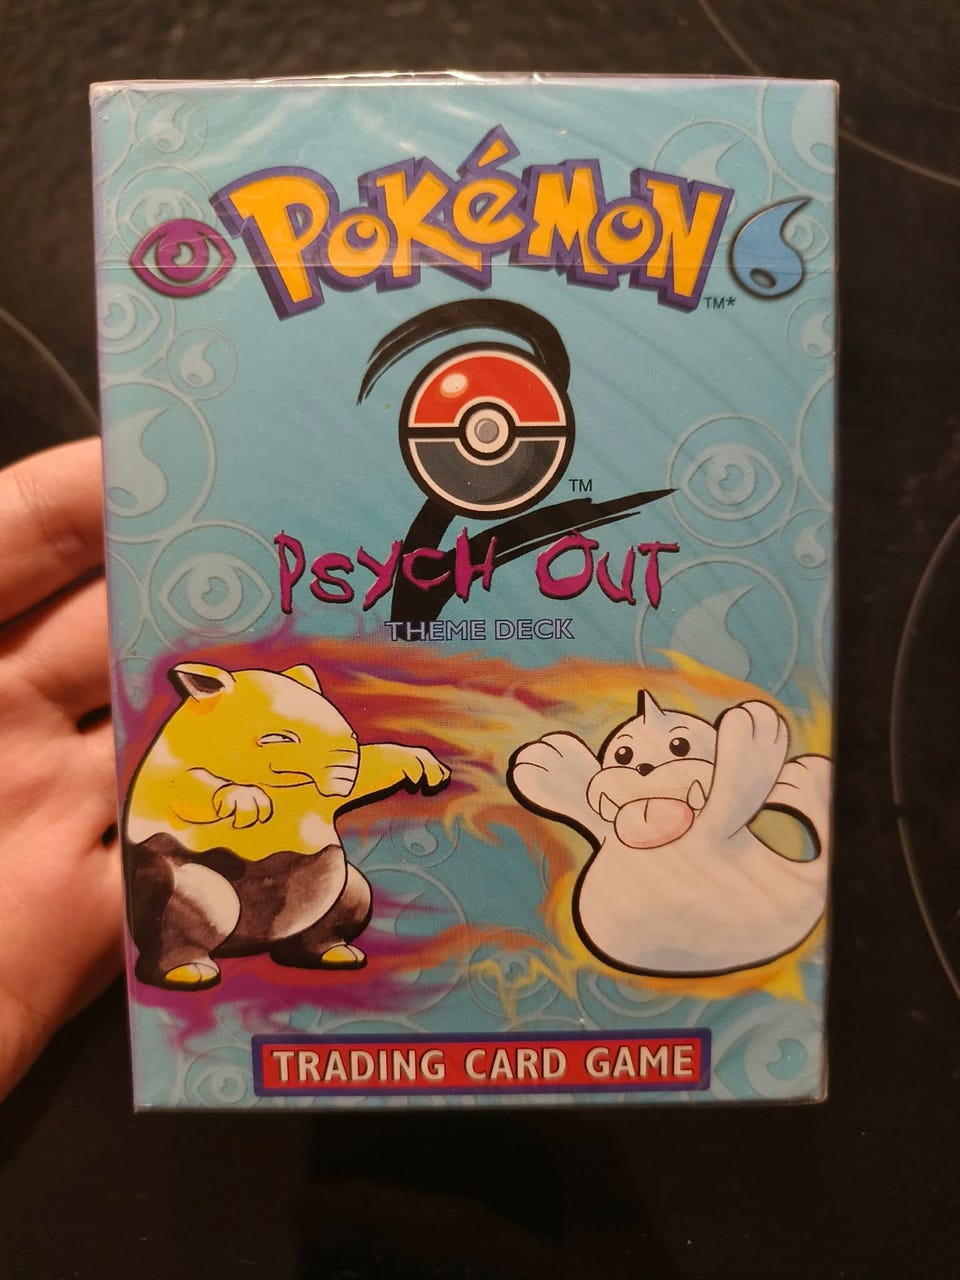 POKéMON
TM*
TM
PSYCH OUT
THEME DECK
TRADING CARD GAME